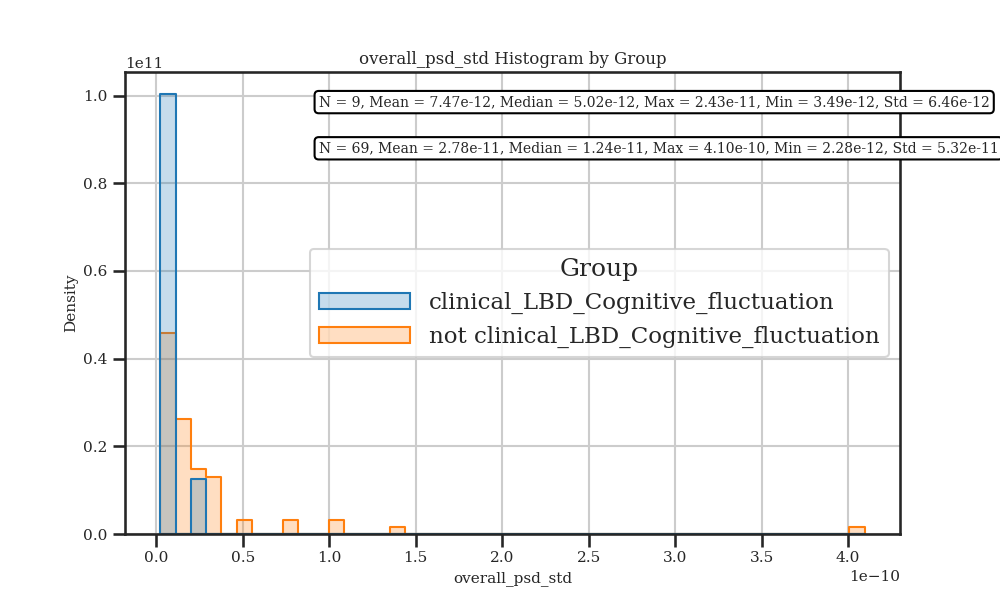 overall_psd_std Histogram by Group
1e11
N = 9, Mean = 7.47e-12, Median = 5.02e-12, Max = 2.43e-11, Min = 3.49e-12, Std = 6.46e-12
N = 69, Mean = 2.78e-11, Median = 1.24e-11, Max = 4.10e-10, Min = 2.28e-12, Std = 5.32e-11
1.0
0.8
0.6
0.4
0.2
0.0
Density
Group
clinical_LBD_Cognitive_fluctuation
not clinical_LBD_Cognitive_fluctuation
0.0 0.5 1.0 1.5 2.0 2.5 3.0 3.5 4.0
1e−10
overall_psd_std